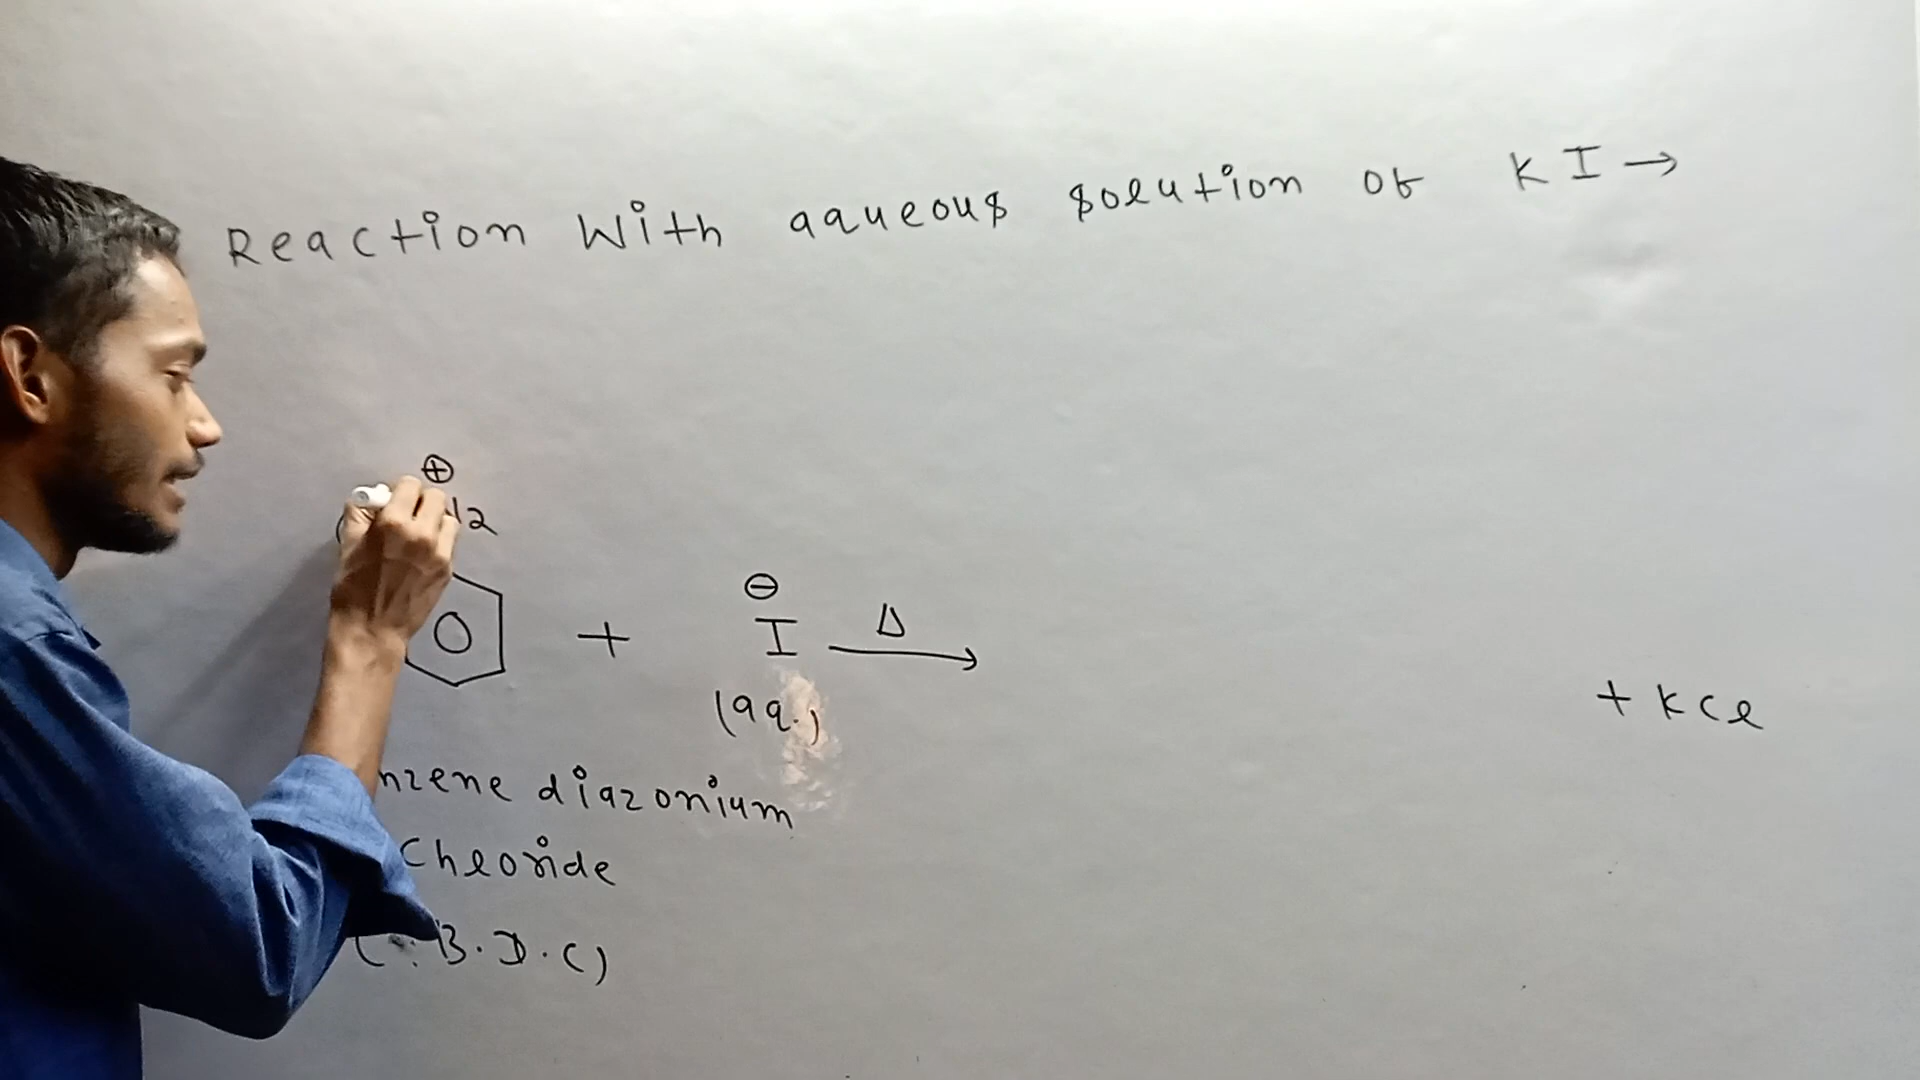 Reaction With aqueous solution of KI →
⊕
N2
+ I⊖ Δ →
(aq.)
+ KCl
nzene diazonium
Chloride
(: B.D.C)